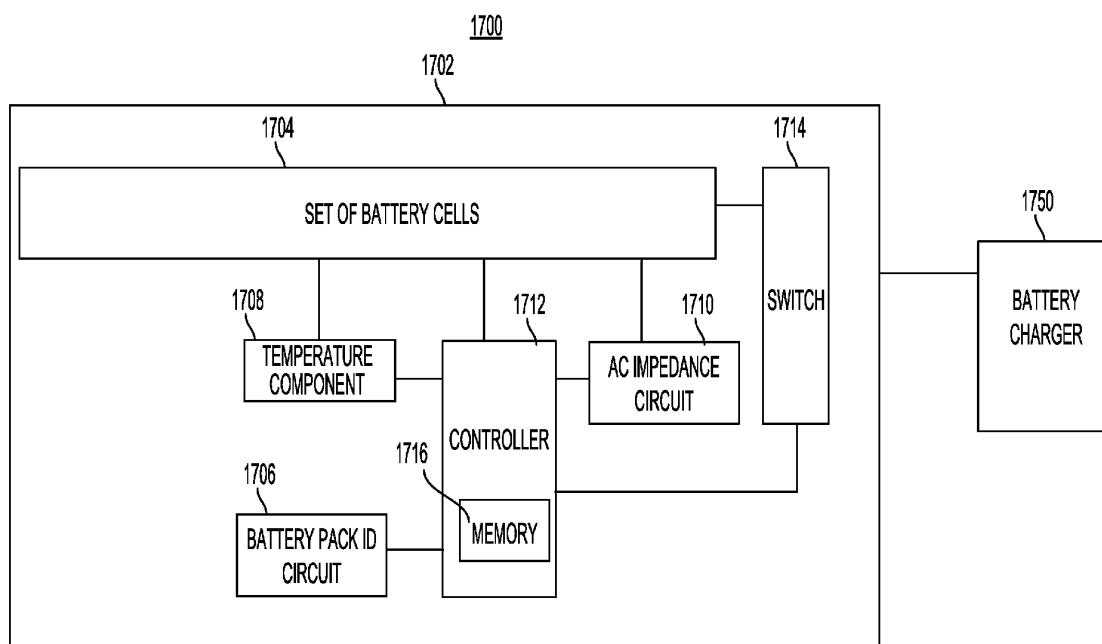 1700
1702
1704
1714
SET OF BATTERY CELLS
1750
SWITCH
BATTERY
CHARGER
1708
1712
1710
TEMPERATURE
COMPONENT
AC IMPEDANCE
CIRCUIT
CONTROLLER
1706
1716
MEMORY
BATTERY PACK ID
CIRCUIT